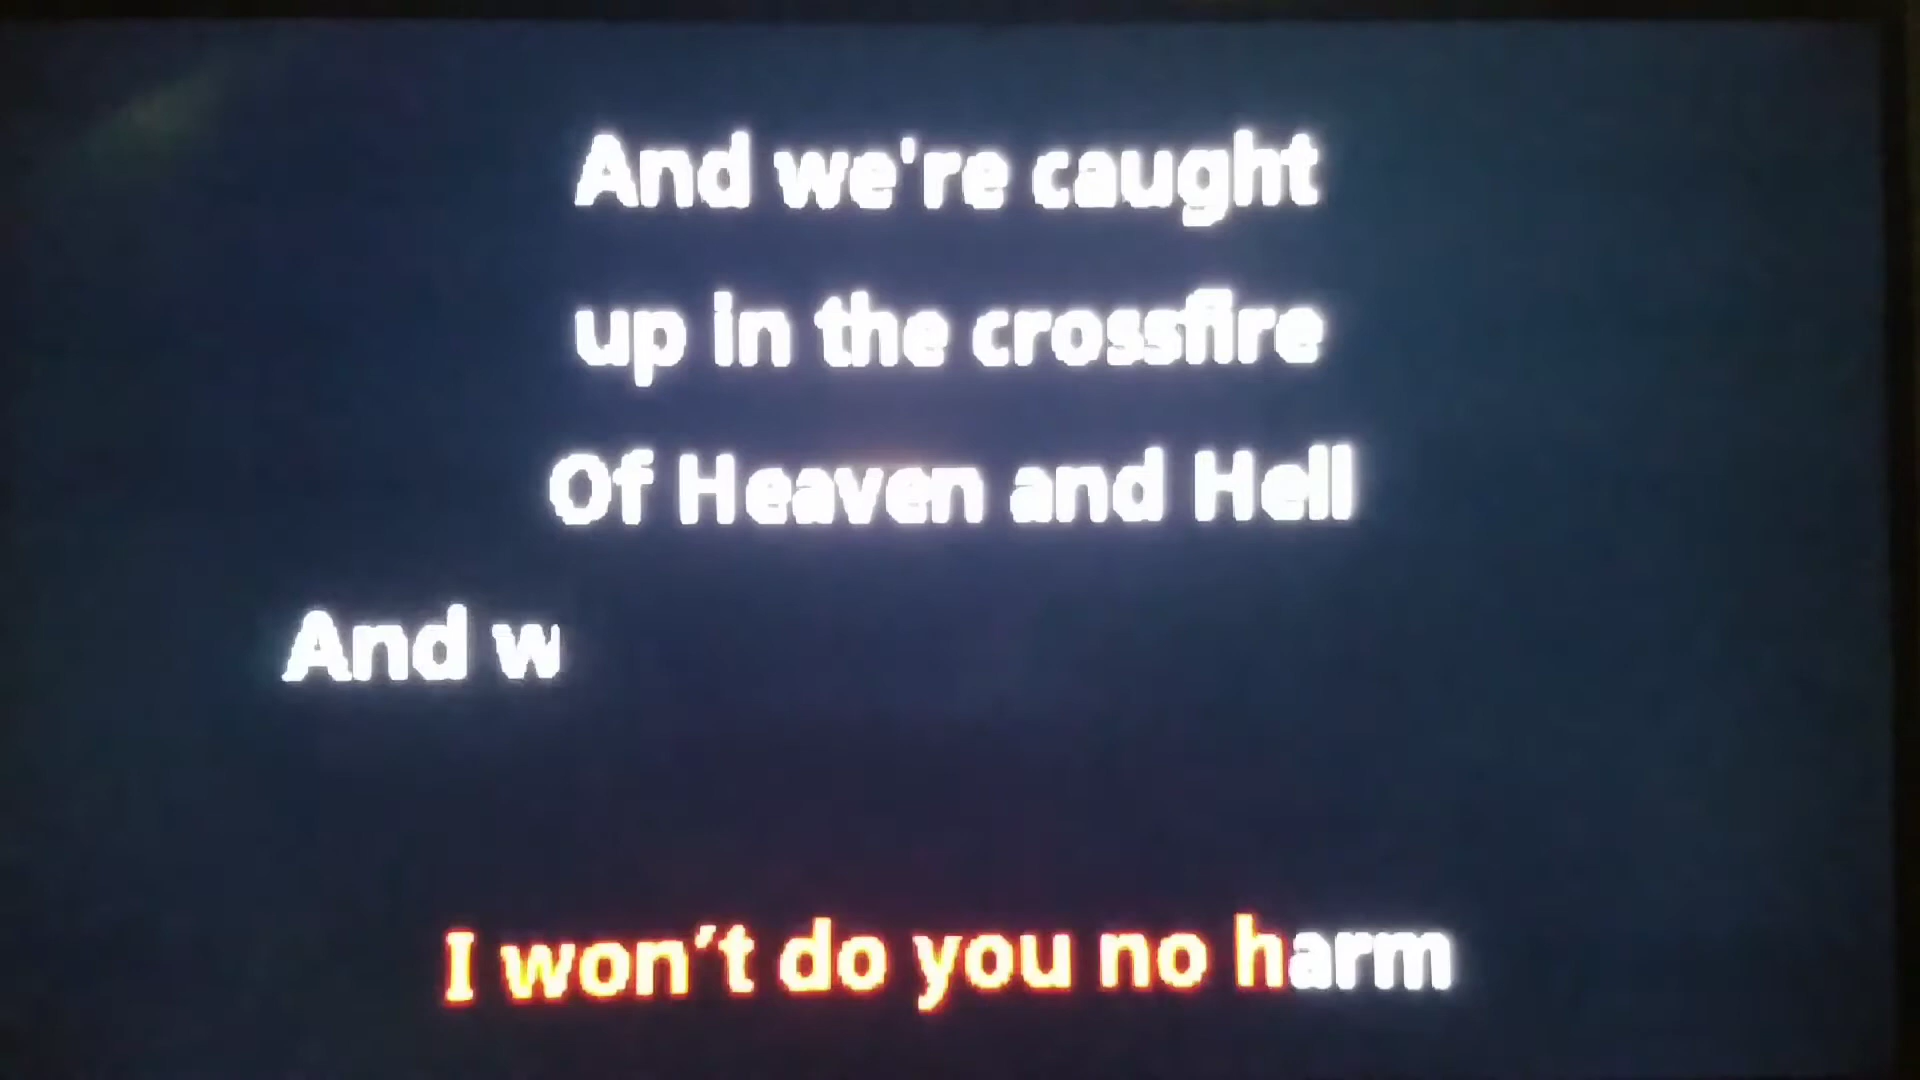 And we're caught
up in the crossfire
Of Heaven and Hell
And w
I won't do you no harm